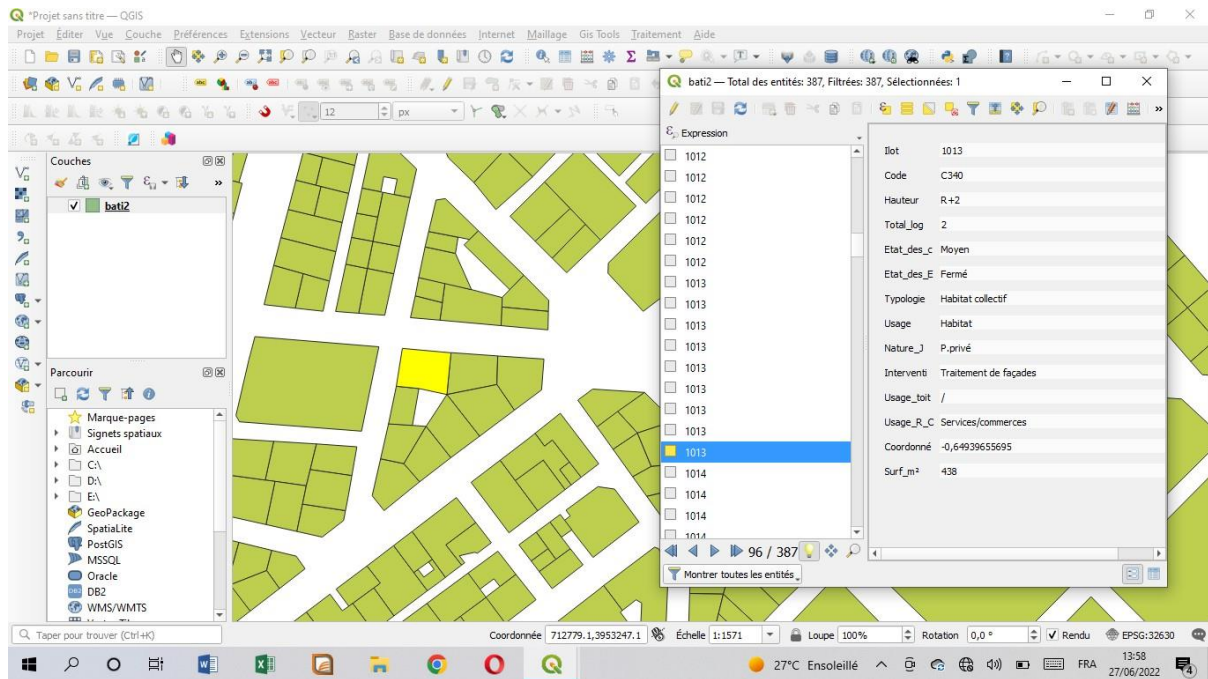 *Projet sans titre — QGIS
Projet Éditer Vue Couche Préférences Extensions Vecteur Raster Base de données Internet Maillage Gis Tools Traitement Aide
12 px
Couches
bati2
Parcourir
Marque-pages
Signets spatiaux
Accueil
C:\
D:\
E:\
GeoPackage
SpatiaLite
PostGIS
MSSQL
Oracle
DB2
WMS/WMTS
bati2 — Total des entités: 387, Filtrées: 387, Sélectionnées: 1
Expression
1012
1012
1012
1012
1012
1012
1013
1013
1013
1013
1013
1013
1013
1013
1013
1014
1014
1014
1014
96 / 387
Montrer toutes les entités
Ilot 1013
Code C340
Hauteur R+2
Total_log 2
Etat_des_c Moyen
Etat_des_E Fermé
Typologie Habitat collectif
Usage Habitat
Nature_J P.privé
Interventi Traitement de façades
Usage_toit /
Usage_R_C Services/commerces
Coordonné -0,64939655695
Surf_m² 438
Taper pour trouver (Ctrl+K) Coordonnée 712779.1,3953247.1 Échelle 1:1571 Loupe 100% Rotation 0,0 ° Rendu EPSG:32630
27°C Ensoleillé FRA 13:58
27/06/2022